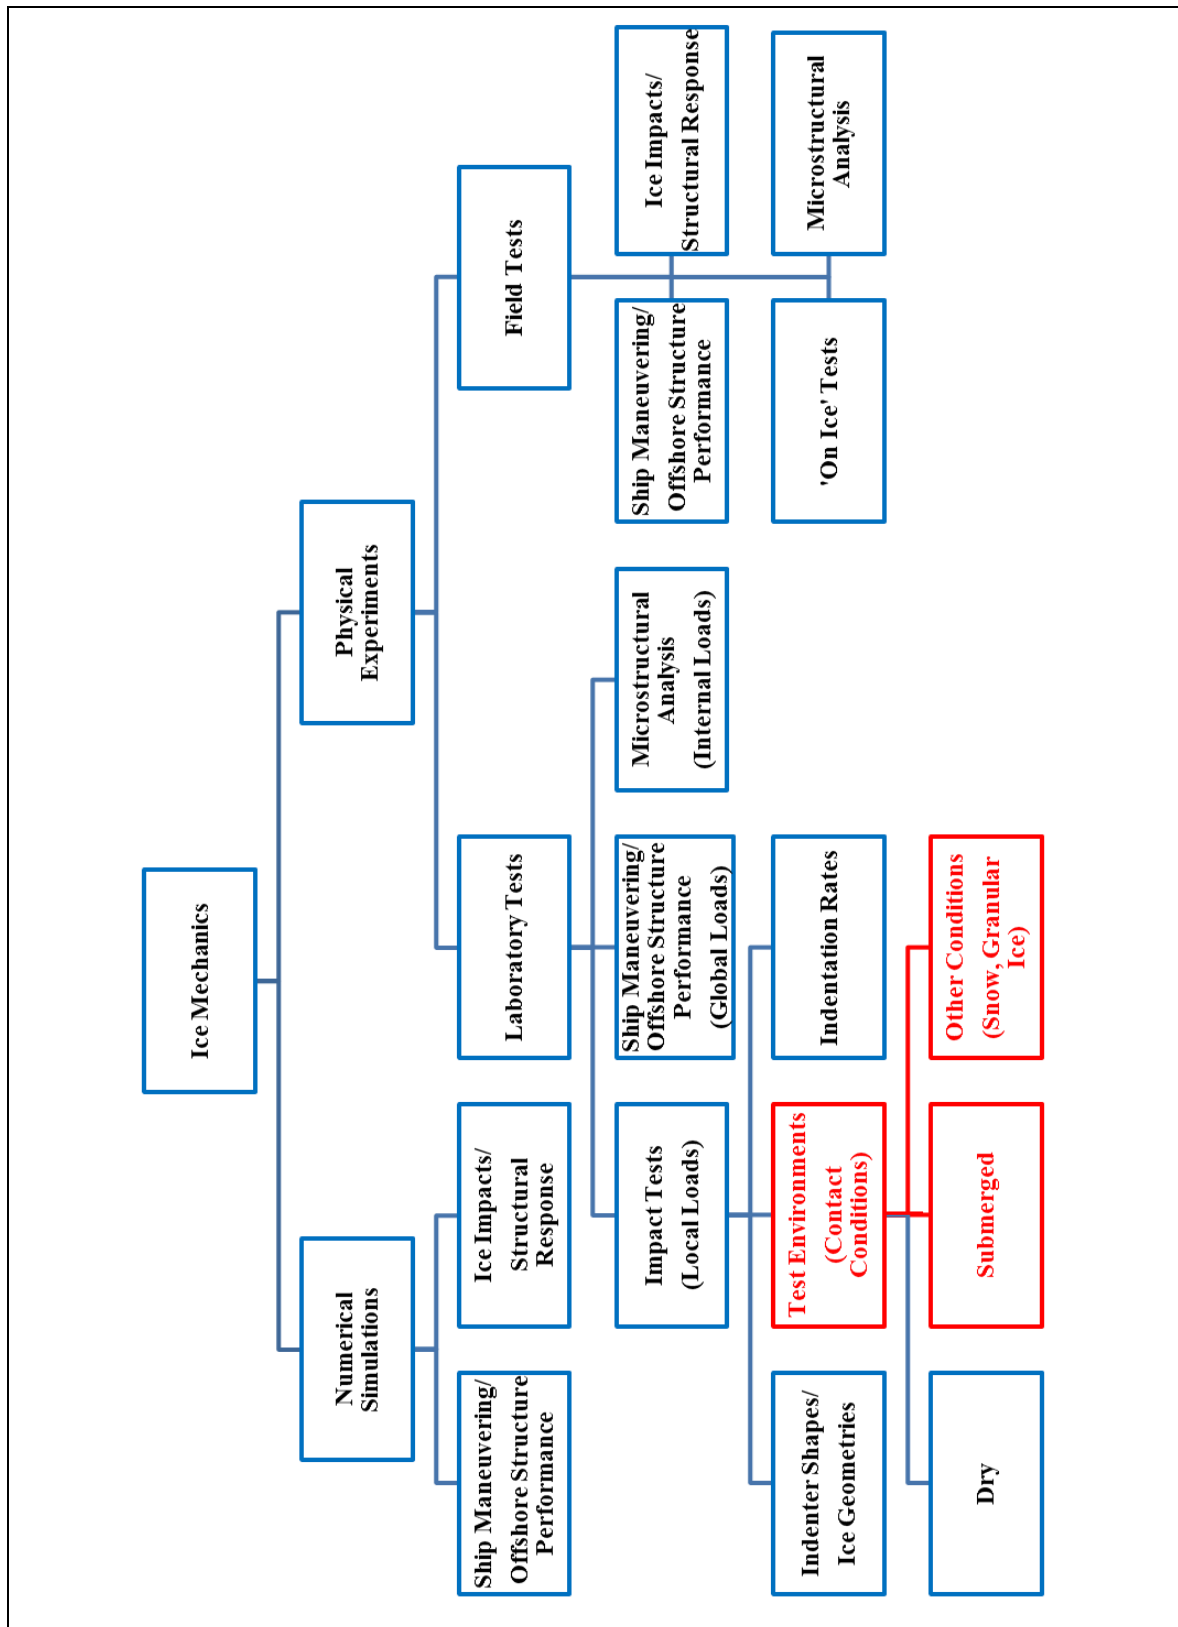 Ice Mechanics
Numerical
Simulations
Physical
Experiments
Ship Maneuvering/
Offshore Structure
Performance
Ice Impacts/
Structural
Response
Laboratory Tests
Field Tests
Impact Tests
(Local Loads)
Ship Maneuvering/
Offshore Structure
Performance
(Global Loads)
Microstructural
Analysis
(Internal Loads)
Ship Maneuvering/
Offshore Structure
Performance
Ice Impacts/
Structural Response
Indenter Shapes/
Ice Geometries
Test Environments
(Contact
Conditions)
Indentation Rates
'On Ice' Tests
Microstructural
Analysis
Dry
Submerged
Other Conditions
(Snow, Granular
Ice)